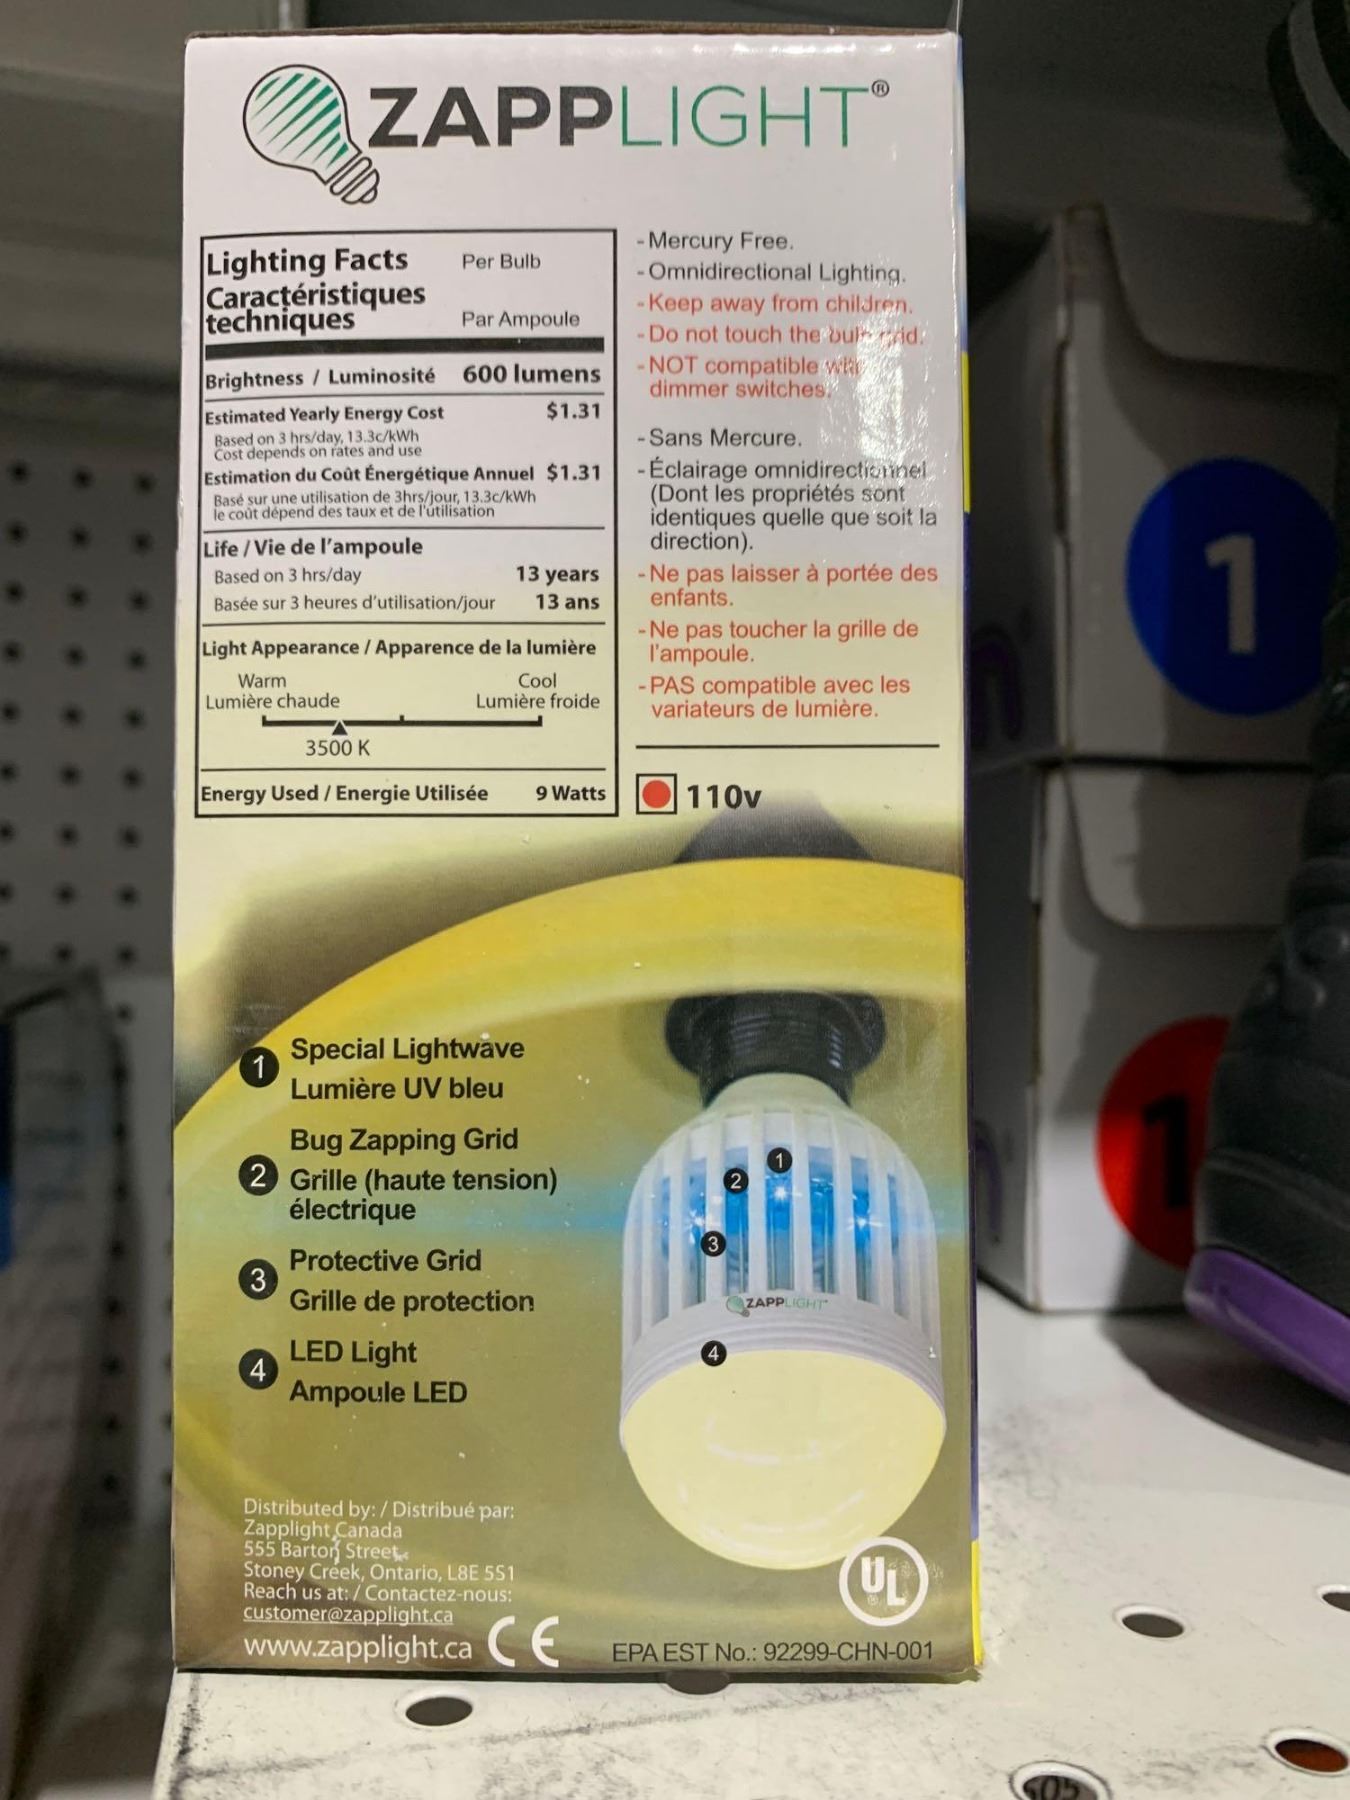 ZAPPLIGHT®
Lighting Facts Per Bulb
Caractéristiques
techniques Par Ampoule
Brightness / Luminosité 600 lumens
Estimated Yearly Energy Cost $1.31
Based on 3 hrs/day, 13.3c/kWh
Cost depends on rates and use
Estimation du Coût Énergétique Annuel $1.31
Basé sur une utilisation de 3hrs/jour, 13.3c/kWh
le coût dépend des taux et de l'utilisation
Life / Vie de l'ampoule
Based on 3 hrs/day 13 years
Basée sur 3 heures d'utilisation/jour 13 ans
Light Appearance / Apparence de la lumière
Warm Cool
Lumière chaude Lumière froide
3500 K
Energy Used / Energie Utilisée 9 Watts
- Mercury Free.
- Omnidirectional Lighting.
- Keep away from children.
- Do not touch the bulb grid.
- NOT compatible with
dimmer switches.
- Sans Mercure.
- Éclairage omnidirectionnel
(Dont les propriétés sont
identiques quelle que soit la
direction).
- Ne pas laisser à portée des
enfants.
- Ne pas toucher la grille de
l'ampoule.
- PAS compatible avec les
variateurs de lumière.
110v
1 Special Lightwave
Lumière UV bleu
2 Bug Zapping Grid
Grille (haute tension)
électrique
3 Protective Grid
Grille de protection
4 LED Light
Ampoule LED
1
2
3
ZAPPLIGHT
4
Distributed by: / Distribué par:
Zapplight Canada
555 Barton Street
Stoney Creek, Ontario, L8E 5S1
Reach us at: / Contactez-nous:
customer@zapplight.ca
www.zapplight.ca CE
UL
EPA EST No.: 92299-CHN-001
1
1